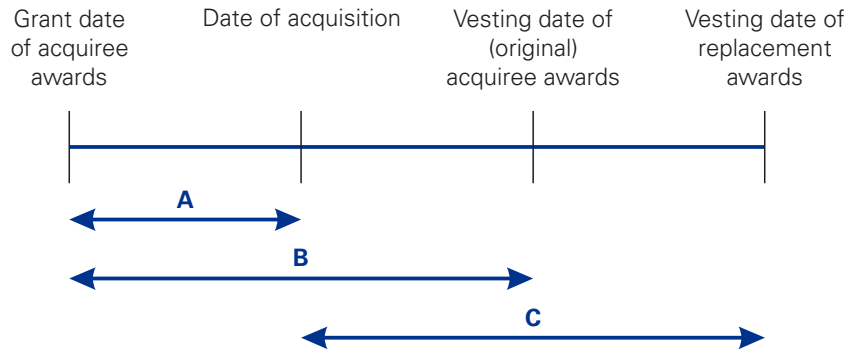 Grant date
of acquiree
awards
Date of acquisition
Vesting date of
(original)
acquiree awards
Vesting date of
replacement
awards
A
B
C